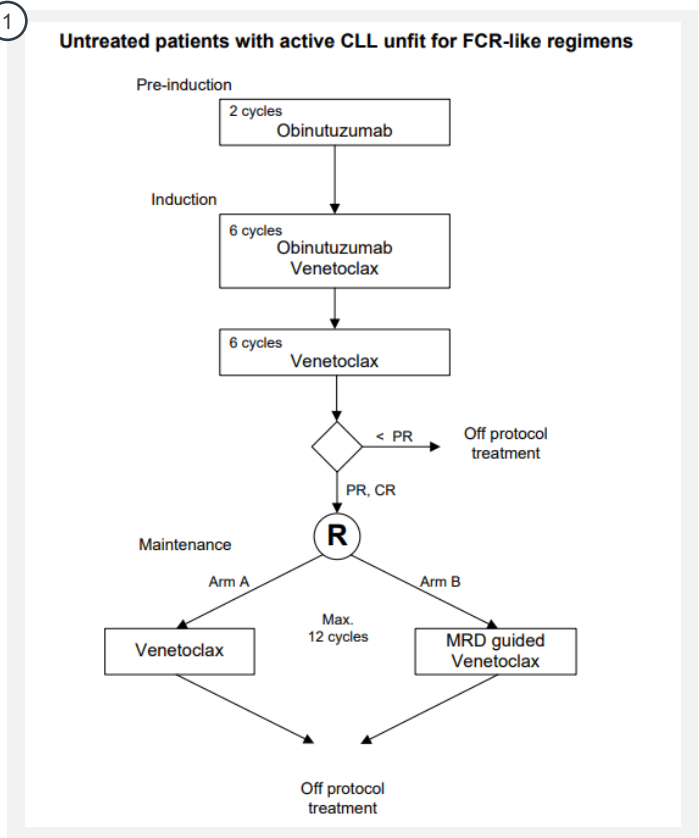 1
Untreated patients with active CLL unfit for FCR-like regimens
Pre-induction
2 cycles
Obinutuzumab
Induction
6 cycles
Obinutuzumab
Venetoclax
6 cycles
Venetoclax
< PR
Off protocol
treatment
PR, CR
R
Maintenance
Arm A
Arm B
Max.
12 cycles
Venetoclax
MRD guided
Venetoclax
Off protocol
treatment